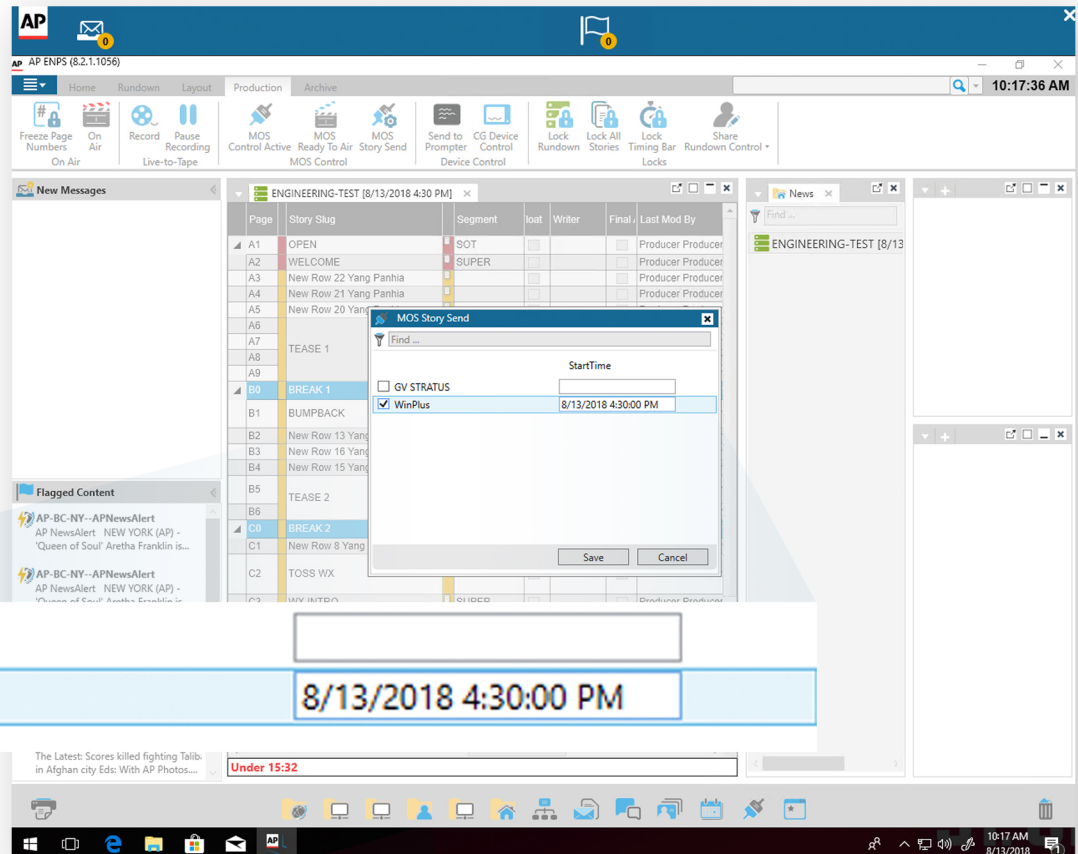 AP
0
0
AP AP ENPS (8.2.1.1056)
Home Rundown Layout Production Archive
10:17:36 AM
Freeze Page Numbers
On Air
Record
Pause Recording
MOS Control Active
MOS Ready To Air
MOS Story Send
Send to Prompter
CG Device Control
Lock Rundown
Lock All Stories
Lock Timing Bar
Share Rundown Control
On Air
Live-to-Tape
MOS Control
Device Control
Locks
New Messages
ENGINEERING-TEST [8/13/2018 4:30 PM]
Page Story Slug Segment loat Writer Final Last Mod By
A1 OPEN SOT Producer Producer
A2 WELCOME SUPER Producer Producer
A3 New Row 22 Yang Panhia Producer Producer
A4 New Row 21 Yang Panhia Producer Producer
A5 New Row 20 Yang
A6
A7
TEASE 1
A8
A9
B0 BREAK 1
B1 BUMPBACK
B2 New Row 13 Yang
B3 New Row 16 Yang
B4 New Row 15 Yang
B5
TEASE 2
B6
C0 BREAK 2
C1 New Row 8 Yang
C2 TOSS WX
C3 WX INTRO SUPER Producer Producer
MOS Story Send
Find ...
StartTime
GV STRATUS
WinPlus 8/13/2018 4:30:00 PM
Save Cancel
News
Find ...
ENGINEERING-TEST [8/13
Flagged Content
AP-BC-NY--APNewsAlert
AP NewsAlert NEW YORK (AP) -
'Queen of Soul' Aretha Franklin is...
AP-BC-NY--APNewsAlert
AP NewsAlert NEW YORK (AP) -
'Queen of Soul' Aretha Franklin is
8/13/2018 4:30:00 PM
The Latest: Scores killed fighting Talib.
in Afghan city Eds: With AP Photos....
Under 15:32
AP L
10:17 AM
8/13/2018
1